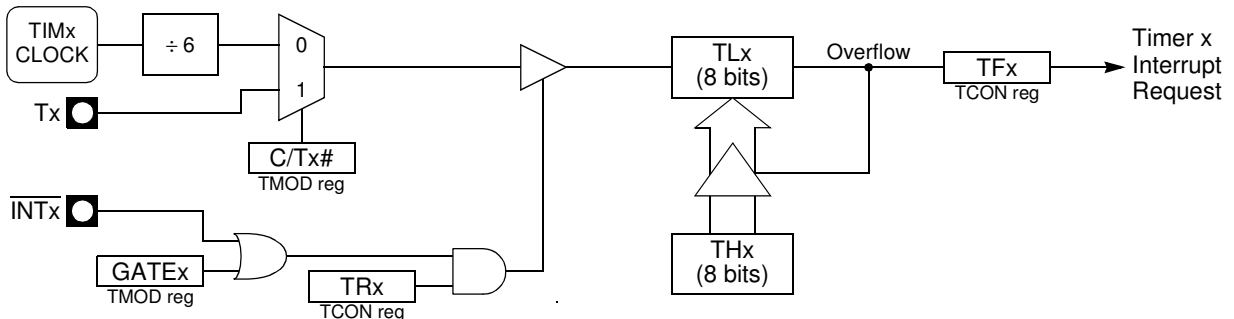 TIMx
CLOCK
÷ 6
0
1
Tx
C/Tx#
TMOD reg
INTx
GATEx
TMOD reg
TRx
TCON reg
TLx
(8 bits)
THx
(8 bits)
Overflow
TFx
TCON reg
Timer x
Interrupt
Request